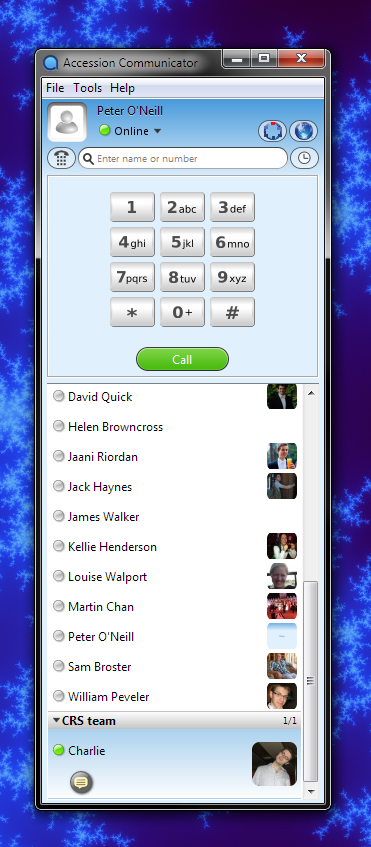 Accession Communicator
File Tools Help
Peter O'Neill
Online
Enter name or number
1 2abc 3def
4ghi 5jkl 6mno
7pqrs 8tuv 9xyz
* 0+ #
Call
David Quick
Helen Browncross
Jaani Riordan
Jack Haynes
James Walker
Kellie Henderson
Louise Walport
Martin Chan
Peter O'Neill
Sam Broster
William Peveler
CRS team 1/1
Charlie